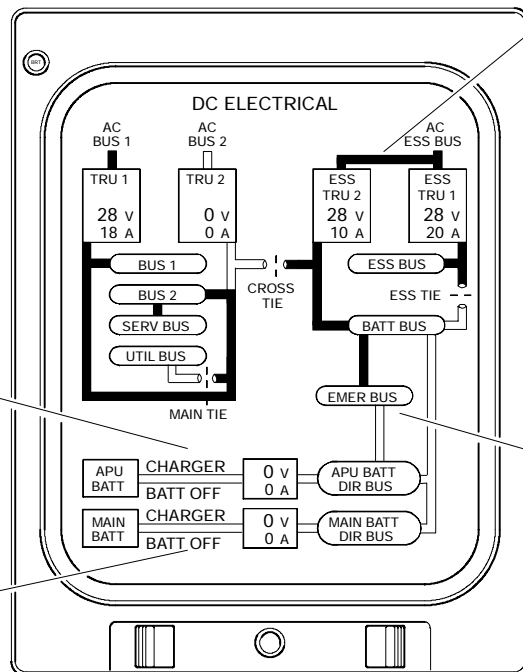 BRT
DC ELECTRICAL
AC
BUS 1
AC
BUS 2
AC
ESS BUS
TRU 1
28 V
18 A
TRU 2
0 V
0 A
ESS
TRU 2
28 V
10 A
ESS
TRU 1
28 V
20 A
BUS 1
CROSS
TIE
ESS BUS
BUS 2
ESS TIE
SERV BUS
BATT BUS
UTIL BUS
MAIN TIE
EMER BUS
APU
BATT
CHARGER
BATT OFF
0 V
0 A
APU BATT
DIR BUS
MAIN
BATT
CHARGER
BATT OFF
0 V
0 A
MAIN BATT
DIR BUS